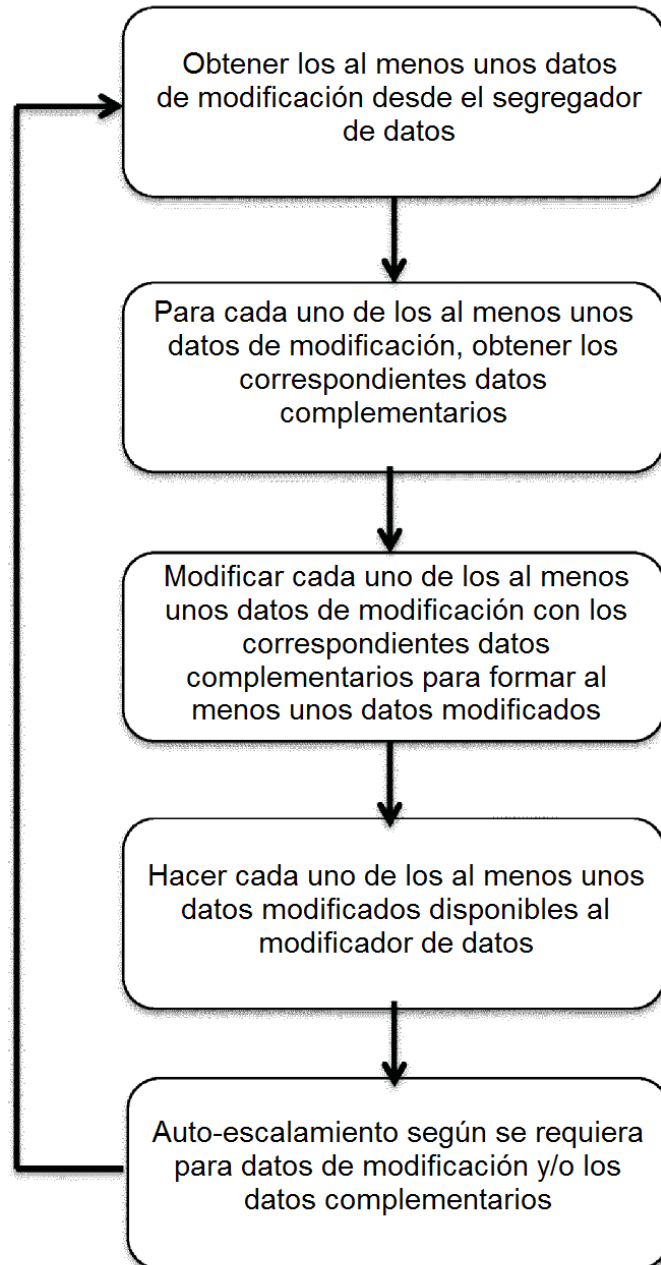 Obtener los al menos unos datos
de modificación desde el segregador
de datos
Para cada uno de los al menos unos
datos de modificación, obtener los
correspondientes datos
complementarios
Modificar cada uno de los al menos
unos datos de modificación con los
correspondientes datos
complementarios para formar al
menos unos datos modificados
Hacer cada uno de los al menos unos
datos modificados disponibles al
modificador de datos
Auto-escalamiento según se requiera
para datos de modificación y/o los
datos complementarios